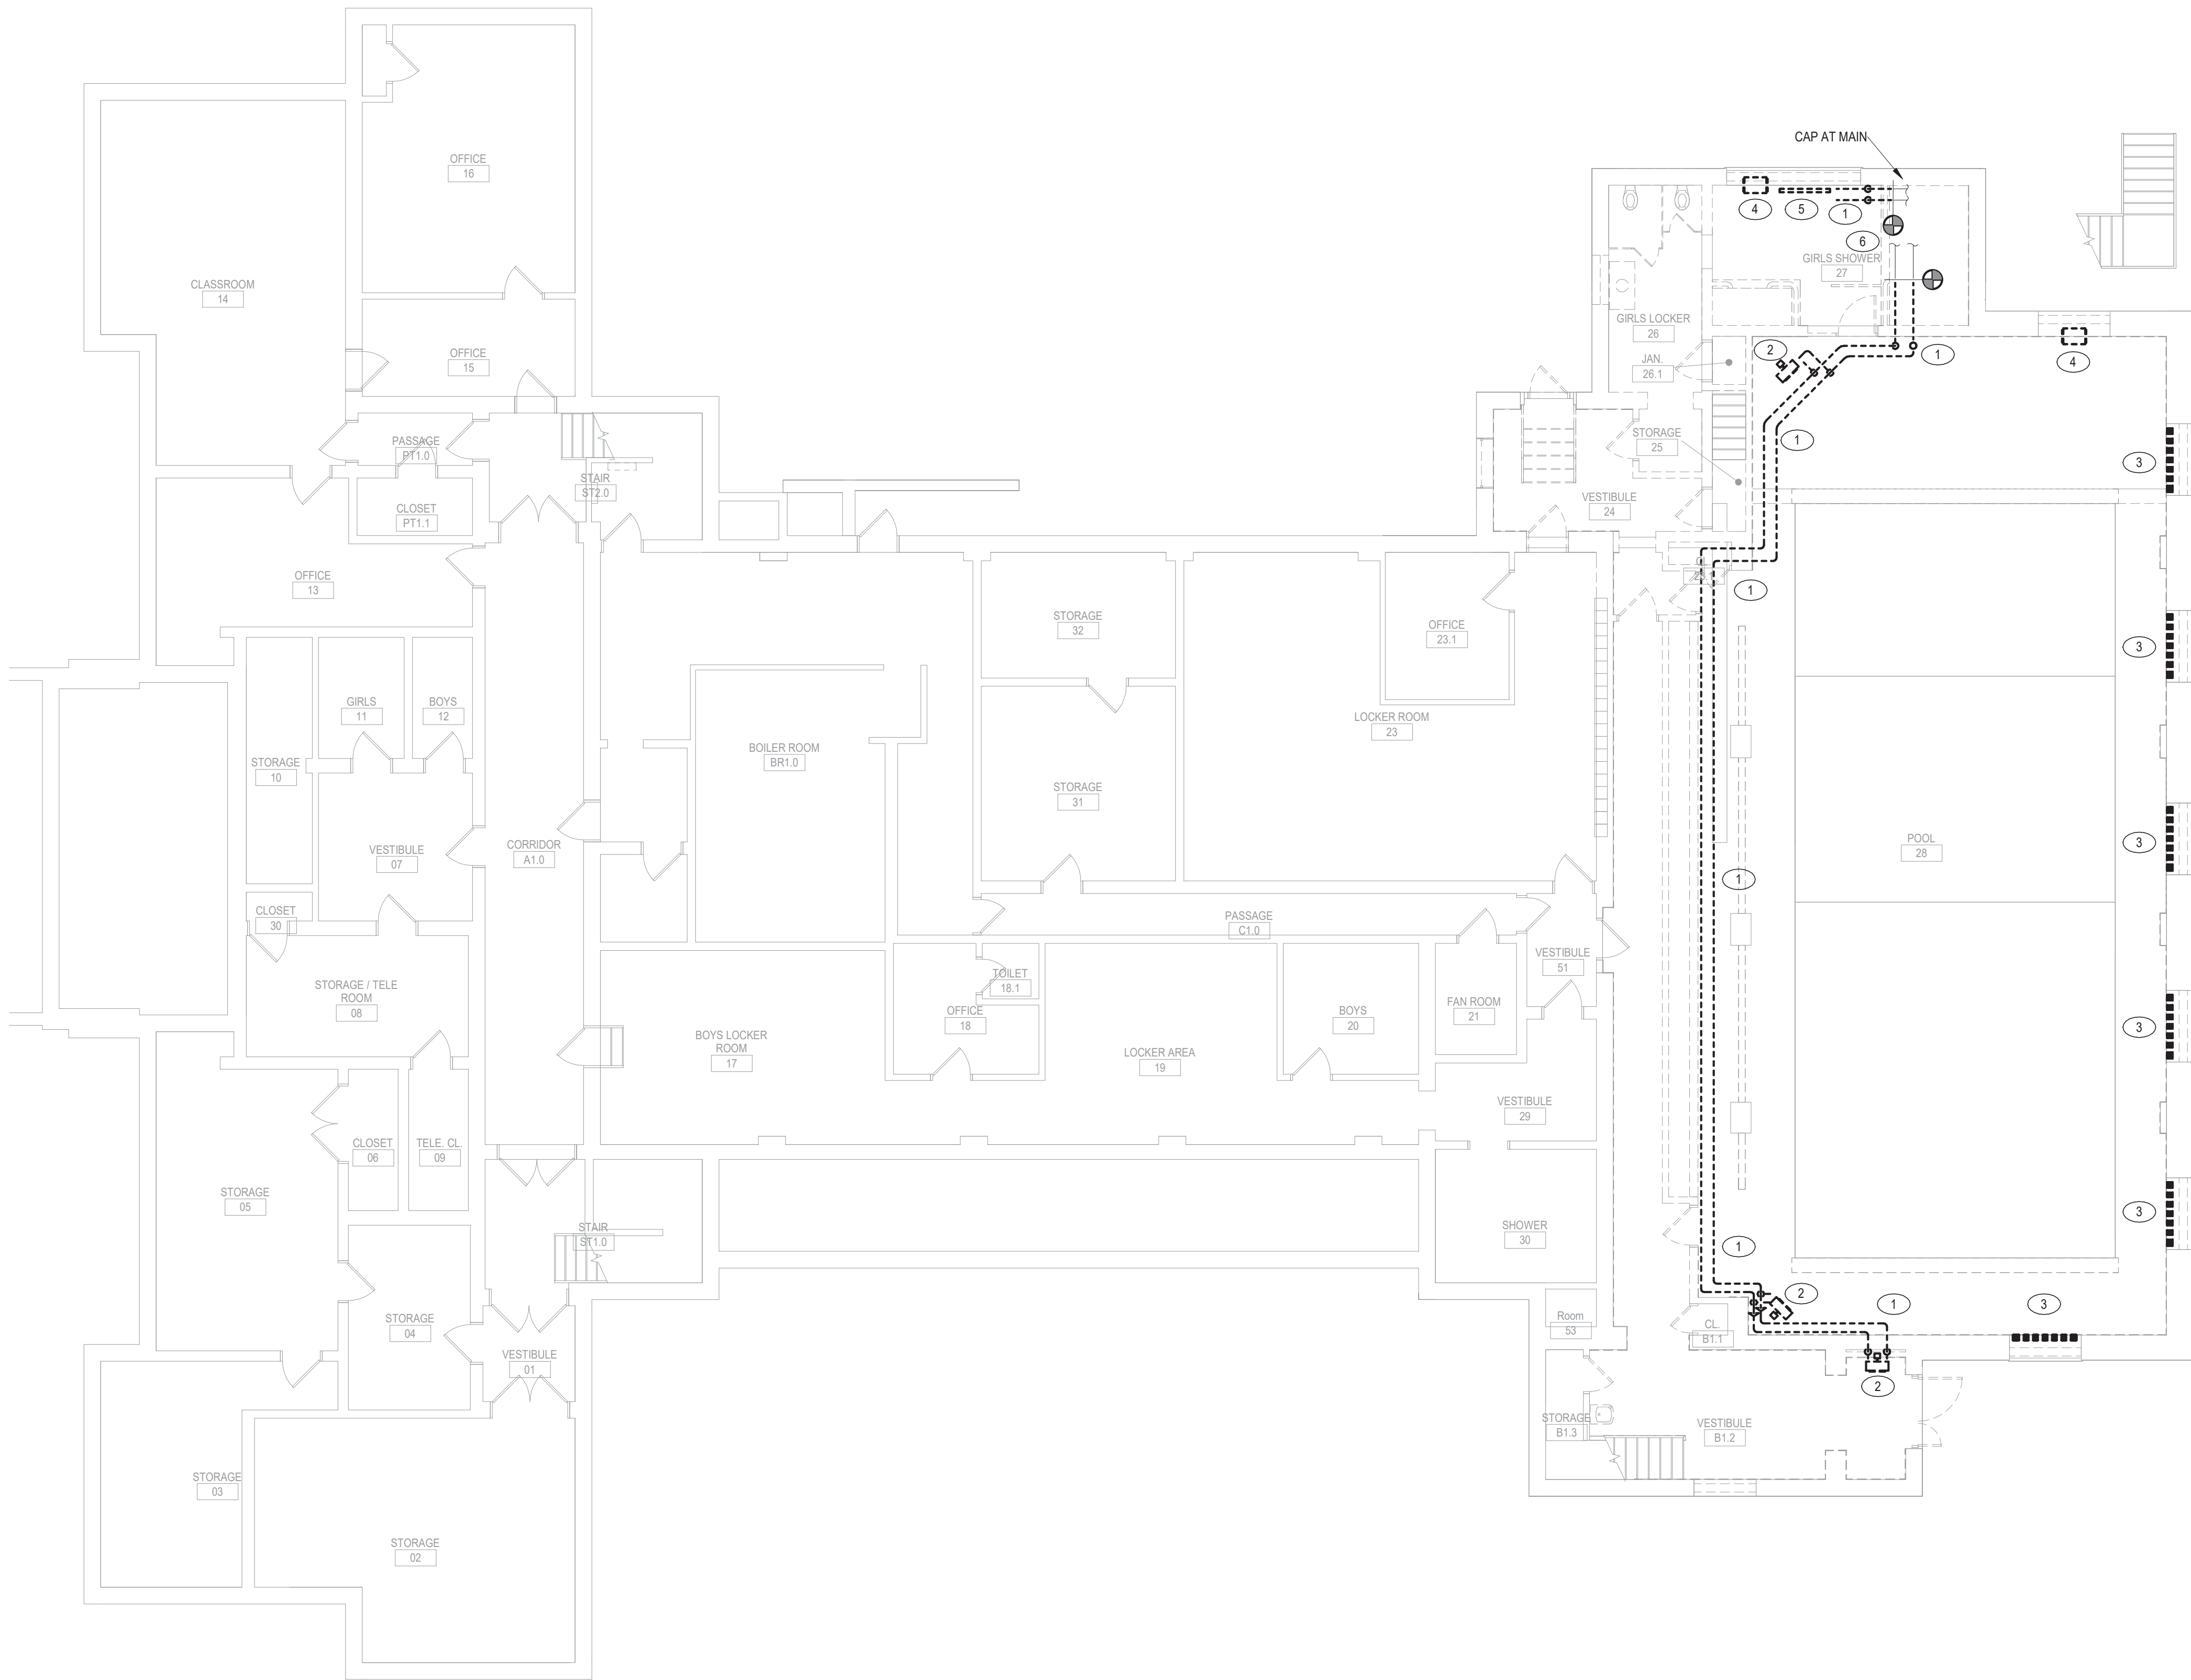 CAP AT MAIN
OFFICE
16
4
5
1
6
GIRLS SHOWER
27
CLASSROOM
14
GIRLS LOCKER
26
2
1
4
JAN.
26.1
OFFICE
15
PASSAGE
PT1.0
STORAGE
25
1
3
STAIR
ST2.0
CLOSET
PT1.1
VESTIBULE
24
OFFICE
13
1
STORAGE
32
OFFICE
23.1
3
GIRLS
11
BOYS
12
LOCKER ROOM
23
BOILER ROOM
BR1.0
STORAGE
10
STORAGE
31
VESTIBULE
07
CORRIDOR
A1.0
POOL
28
3
1
CLOSET
30
PASSAGE
C1.0
VESTIBULE
51
STORAGE / TELE
ROOM
08
TOILET
18.1
OFFICE
18
BOYS
20
FAN ROOM
21
3
BOYS LOCKER
ROOM
17
LOCKER AREA
19
VESTIBULE
29
CLOSET
06
TELE. CL.
09
STORAGE
05
STAIR
ST1.0
SHOWER
30
3
1
2
1
3
STORAGE
04
Room
53
CL.
B1.1
VESTIBULE
01
2
STORAGE
B1.3
VESTIBULE
B1.2
STORAGE
03
STORAGE
02